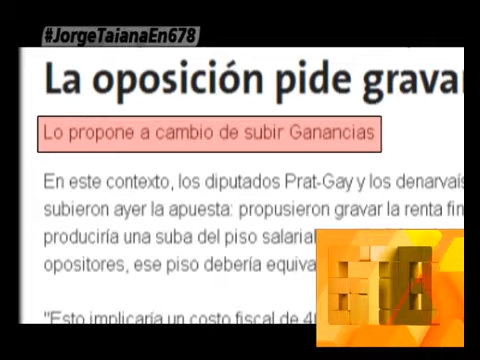 #JorgeTaianaEn678
La oposición pide grava
Lo propone a cambio de subir Ganancias
En este contexto, los diputados Prat-Gay y los denarvaís
subieron ayer la apuesta: propusieron gravar la renta fin
produciría una suba del piso salarial
opositores, ese piso debería equiva
"Esto implicaría un costo fiscal de 4
678